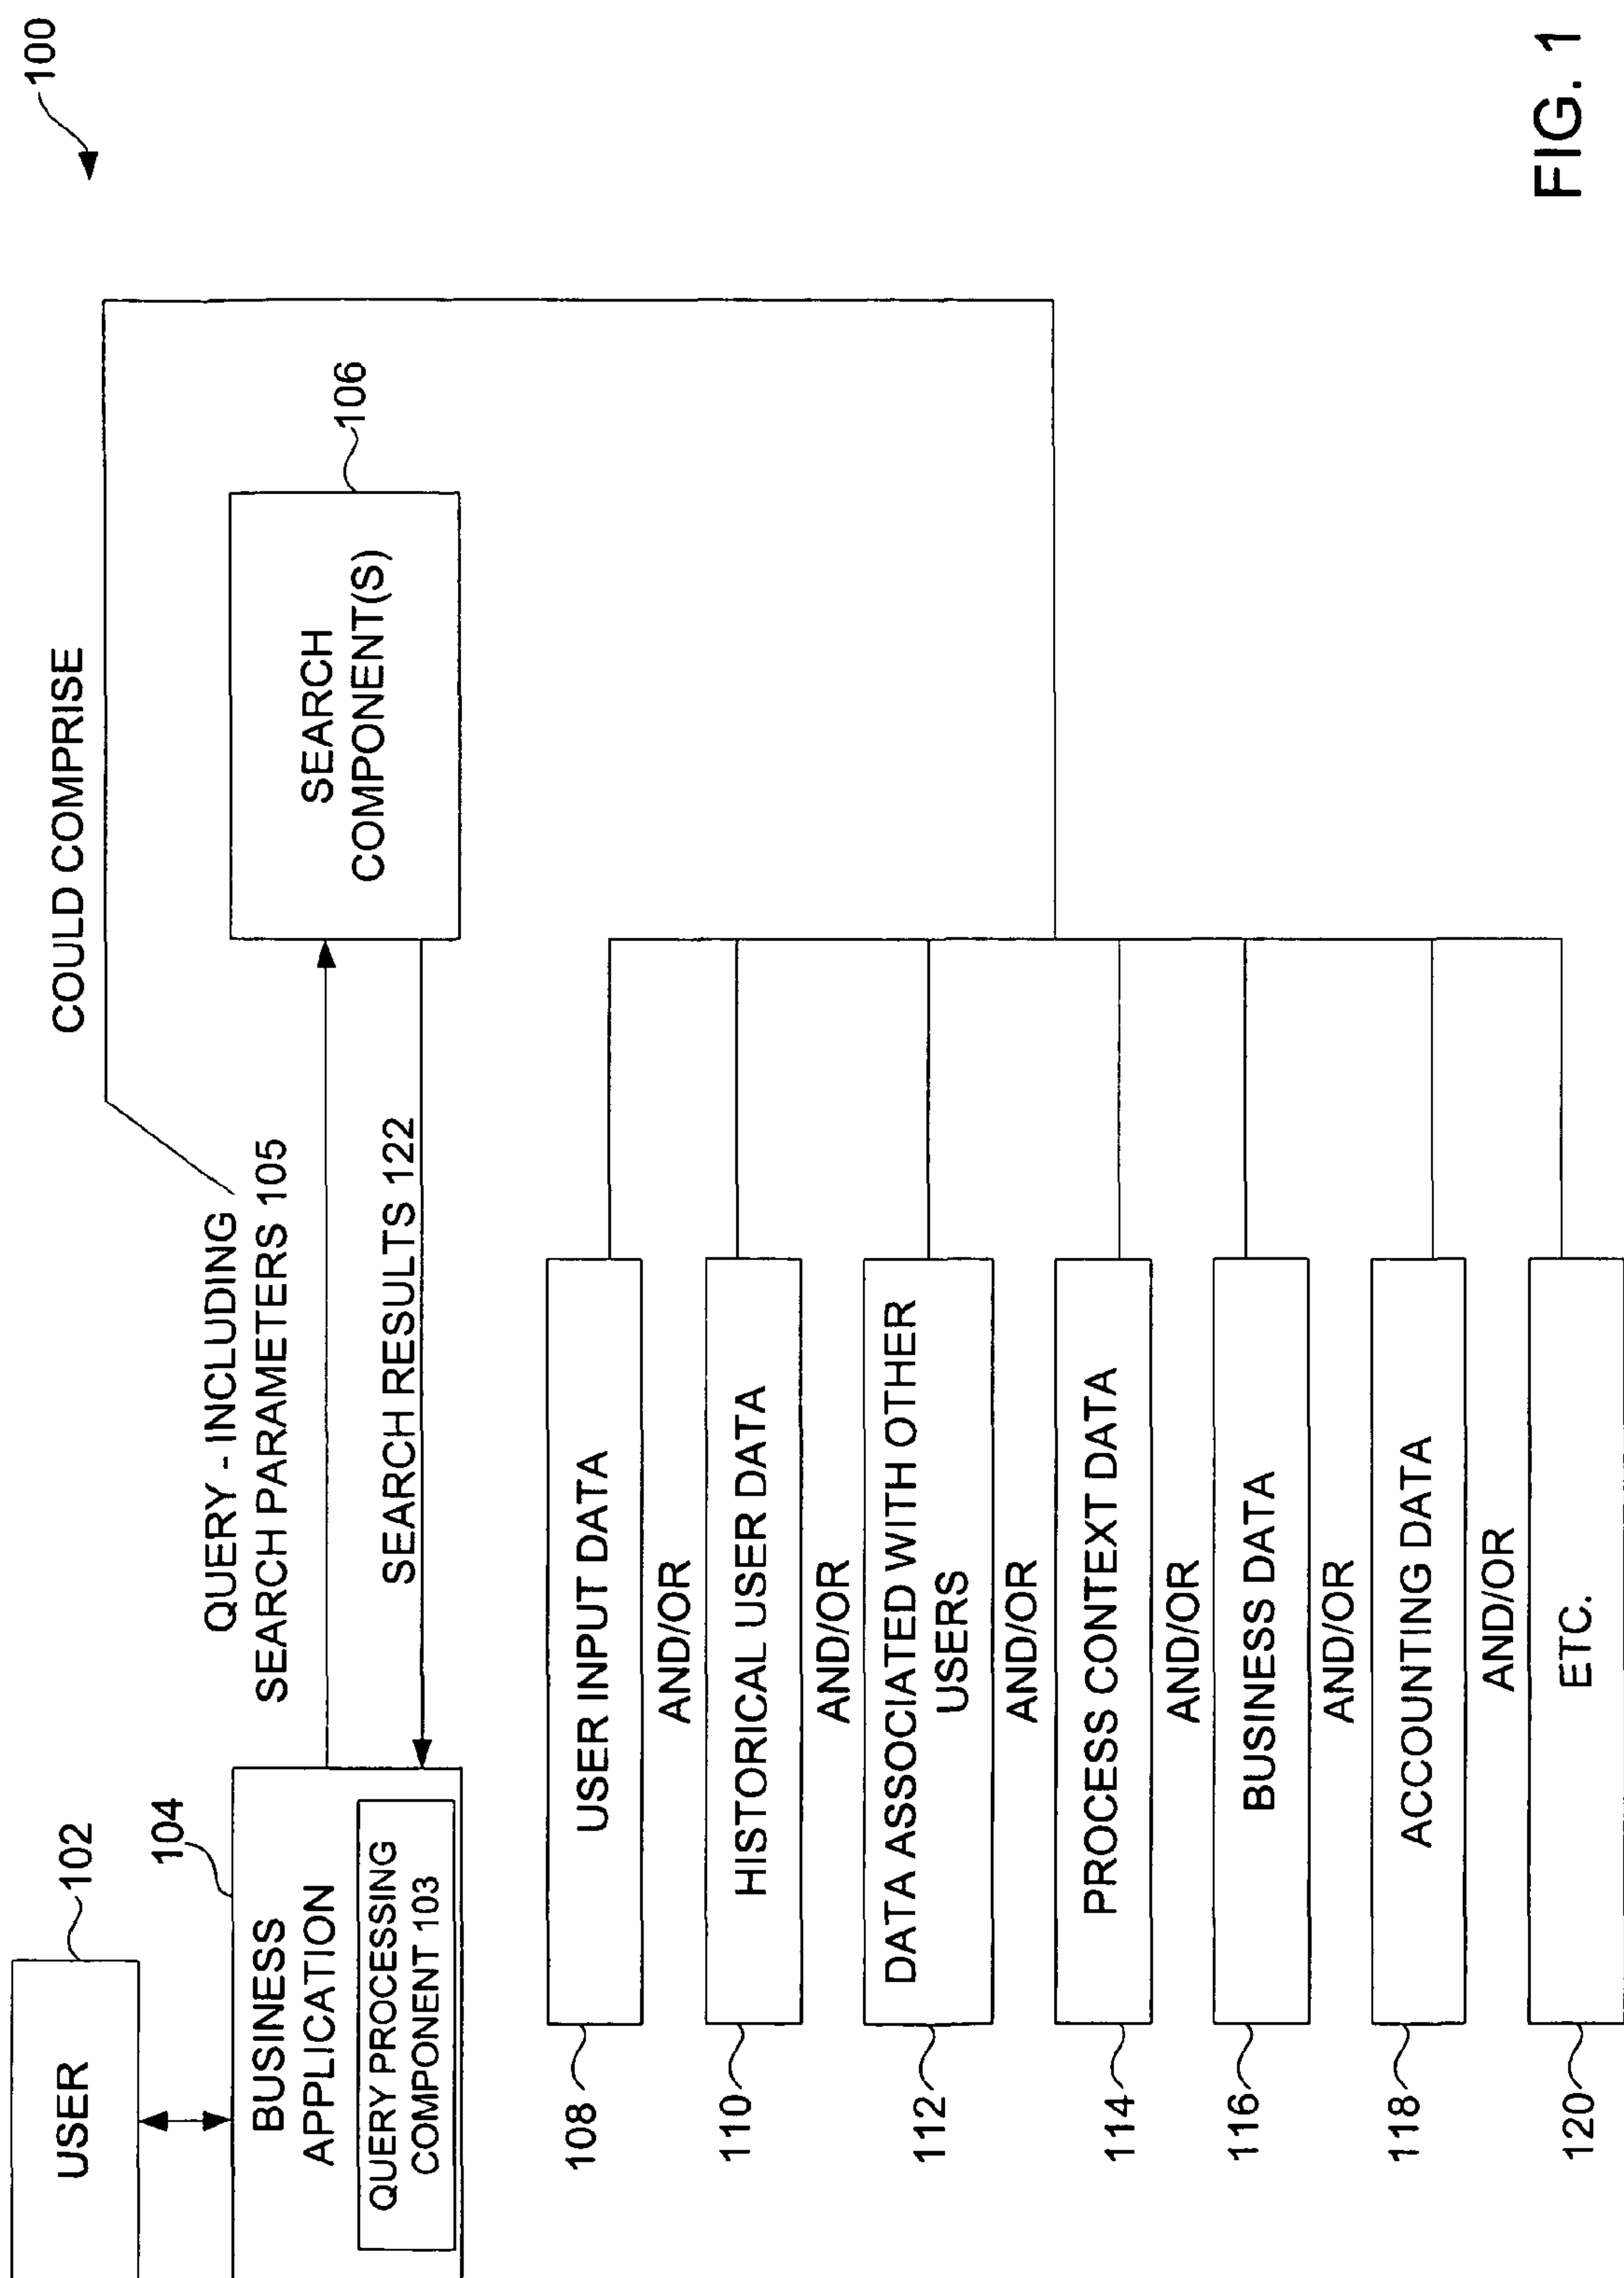 100
COULD COMPRISE
USER
102
104
BUSINESS
APPLICATION
QUERY PROCESSING
COMPONENT 103
QUERY - INCLUDING
SEARCH PARAMETERS 105
SEARCH RESULTS 122
SEARCH
COMPONENT(S)
106
108
USER INPUT DATA
AND/OR
110
HISTORICAL USER DATA
AND/OR
112
DATA ASSOCIATED WITH OTHER
USERS
AND/OR
114
PROCESS CONTEXT DATA
AND/OR
116
BUSINESS DATA
AND/OR
118
ACCOUNTING DATA
AND/OR
120
ETC.
FIG. 1